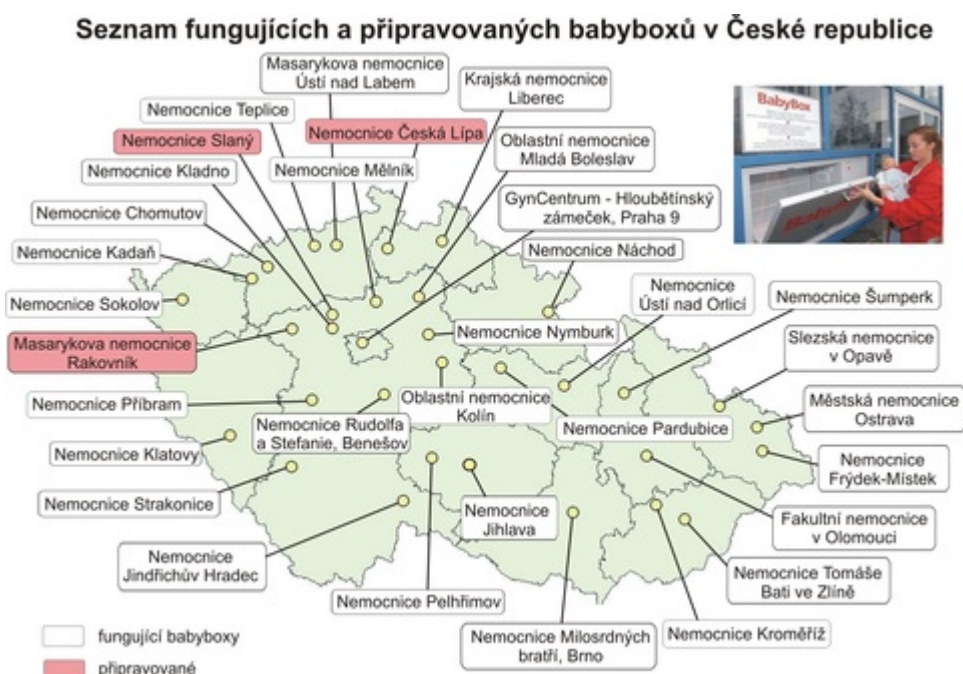 Seznam fungujících a připravovaných babyboxů v České republice
Masarykova nemocnice
Ústí nad Labem
Krajská nemocnice
Liberec
Nemocnice Teplice
Nemocnice Slaný
Nemocnice Česká Lípa
Oblastní nemocnice
Mladá Boleslav
Nemocnice Kladno
Nemocnice Mělník
GynCentrum - Hloubětínský
zámeček, Praha 9
Nemocnice Chomutov
Nemocnice Kadaň
Nemocnice Náchod
Nemocnice Sokolov
Nemocnice
Ústí nad Orlicí
Nemocnice Šumperk
Masarykova nemocnice
Rakovník
Nemocnice Nymburk
Slezská nemocnice
v Opavě
Nemocnice Příbram
Oblastní nemocnice
Kolín
Městská nemocnice
Ostrava
Nemocnice Rudolfa
a Stefanie, Benešov
Nemocnice Pardubice
Nemocnice Klatovy
Nemocnice
Frýdek-Místek
Nemocnice Strakonice
Nemocnice
Jihlava
Fakultní nemocnice
v Olomouci
Nemocnice
Jindřichův Hradec
Nemocnice Tomáše
Bati ve Zlíně
Nemocnice Pelhřimov
Nemocnice Milosrdných
bratří, Brno
Nemocnice Kroměříž
fungující babyboxy
připravované
BabyBox
BabyBox